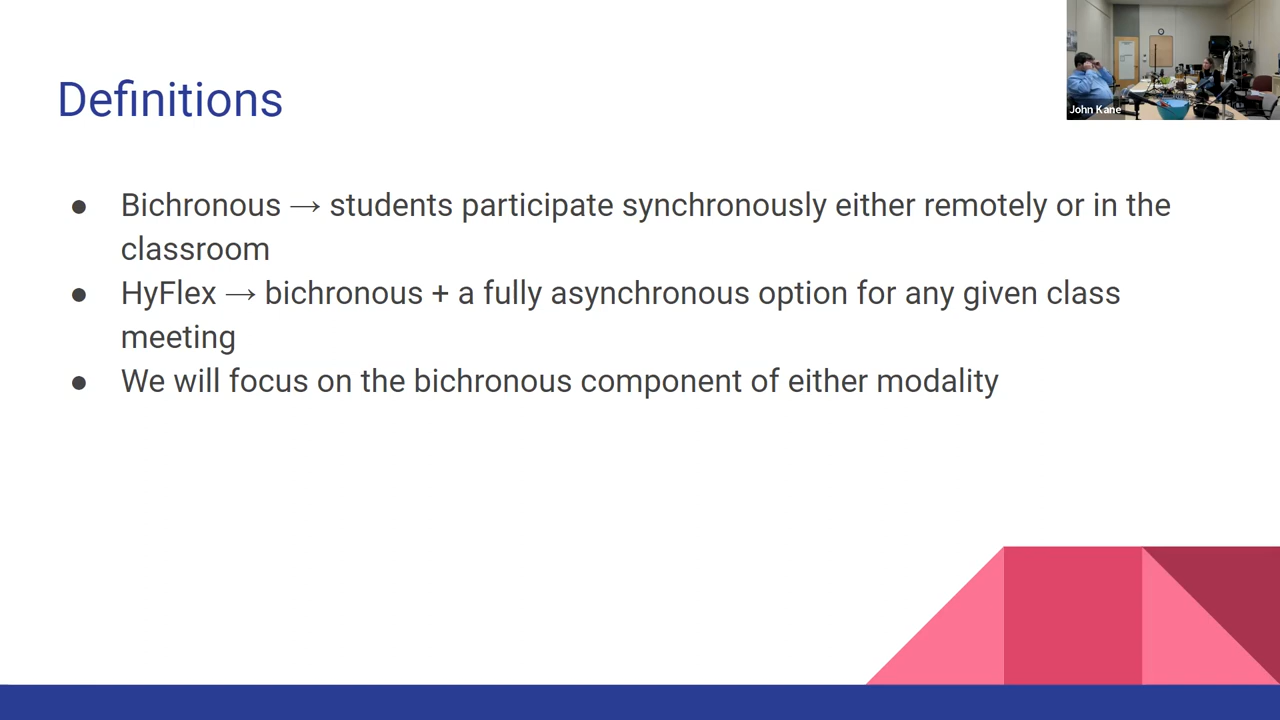 Definitions
John Kane
● Bichronous → students participate synchronously either remotely or in the
classroom
● HyFlex → bichronous + a fully asynchronous option for any given class
meeting
● We will focus on the bichronous component of either modality